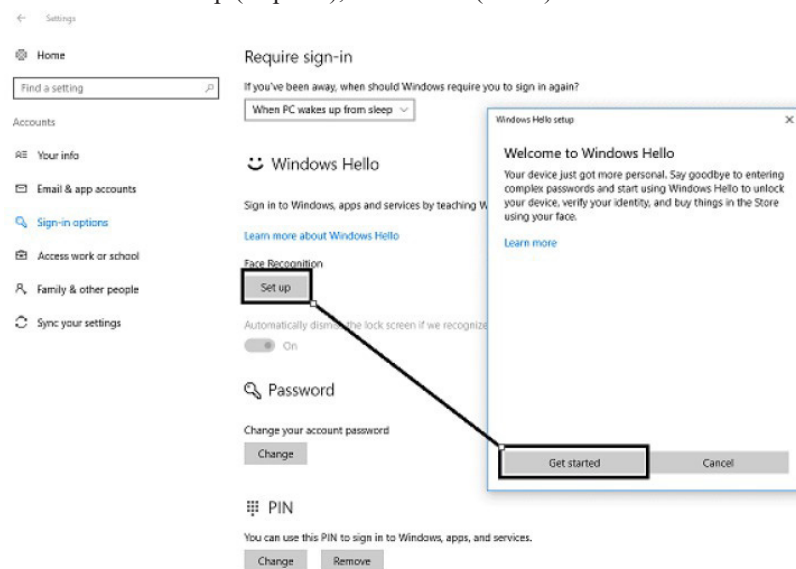 Settings
Home
Find a setting
Accounts
Your info
Email & app accounts
Sign-in options
Access work or school
Family & other people
Sync your settings
Require sign-in
If you've been away, when should Windows require you to sign in again?
When PC wakes up from sleep
Windows Hello
Sign in to Windows, apps and services by teaching W
Learn more about Windows Hello
Face Recognition
Set up
Automatically dismiss the lock screen if we recognize
On
Password
Change your account password
Change
PIN
You can use this PIN to sign in to Windows, apps, and services.
Change Remove
Windows Hello setup
Welcome to Windows Hello
Your device just got more personal. Say goodbye to entering
complex passwords and start using Windows Hello to unlock
your device, verify your identity, and buy things in the Store
using your face.
Learn more
Get started Cancel